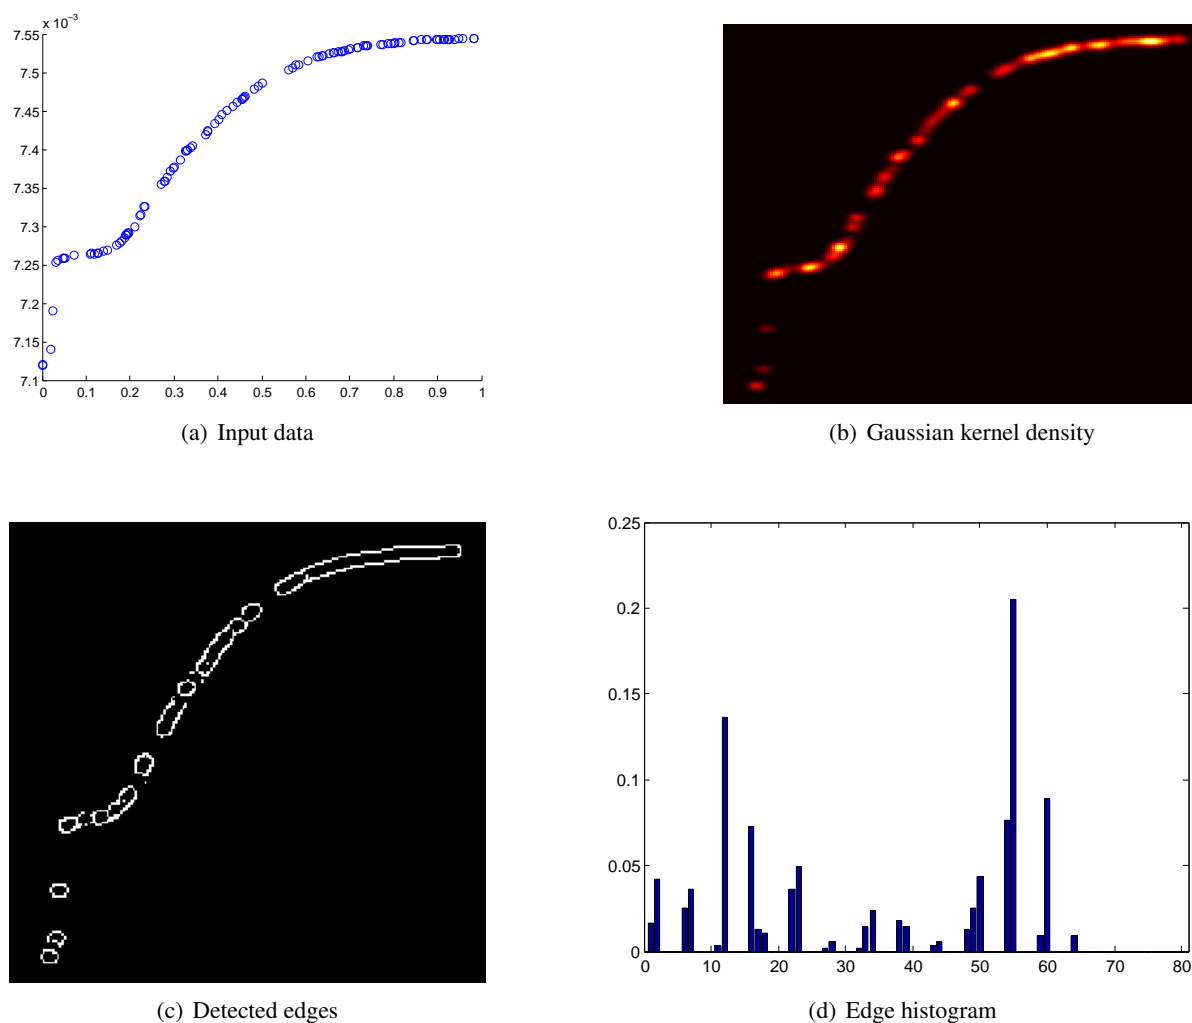 x 10⁻³
7.55
7.5
7.45
7.4
7.35
7.3
7.25
7.2
7.15
7.1
0 0.1 0.2 0.3 0.4 0.5 0.6 0.7 0.8 0.9 1
(a) Input data
(b) Gaussian kernel density
(c) Detected edges
0.25
0.2
0.15
0.1
0.05
0
0 10 20 30 40 50 60 70 80
(d) Edge histogram